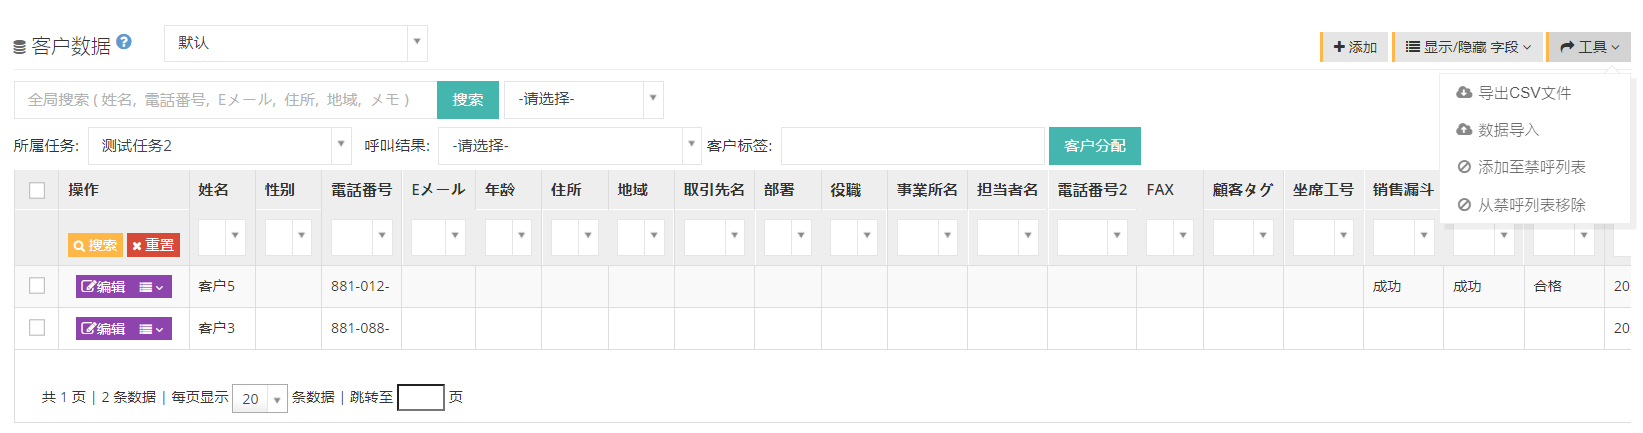 客户数据 默认 添加 显示/隐藏 字段 工具
导出CSV文件
数据导入
添加至禁呼列表
从禁呼列表移除
全局搜索 ( 姓名, 電話番号, Eメール, 住所, 地域, メモ ) 搜索 -请选择-
所属任务: 测试任务2 呼叫结果: -请选择- 客户标签: 客户分配
操作 姓名 性别 電話番号 Eメール 年龄 住所 地域 取引先名 部署 役職 事業所名 担当者名 電話番号2 FAX 顧客タグ 坐席工号 销售漏斗
搜索 重置
编辑 客户5 881-012- 成功 成功 合格 20
编辑 客户3 881-088- 20
共 1 页 | 2 条数据 | 每页显示 20 条数据 | 跳转至 页